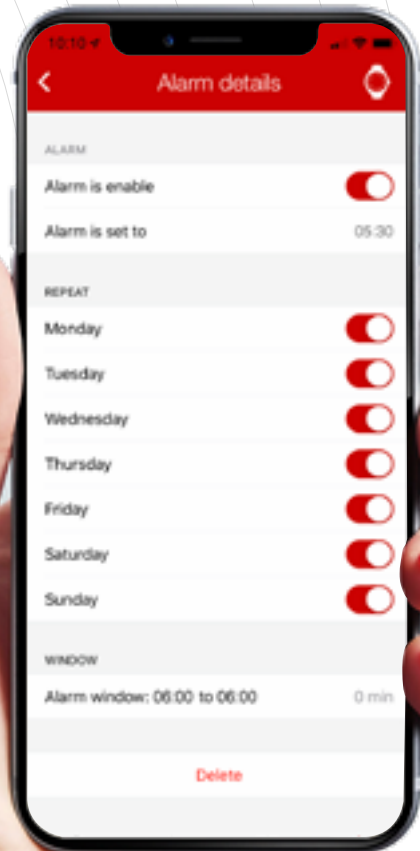 10:10
Alarm details
ALARM
Alarm is enable
Alarm is set to 05:30
REPEAT
Monday
Tuesday
Wednesday
Thursday
Friday
Saturday
Sunday
WINDOW
Alarm window: 06:00 to 06:00 0 min
Delete